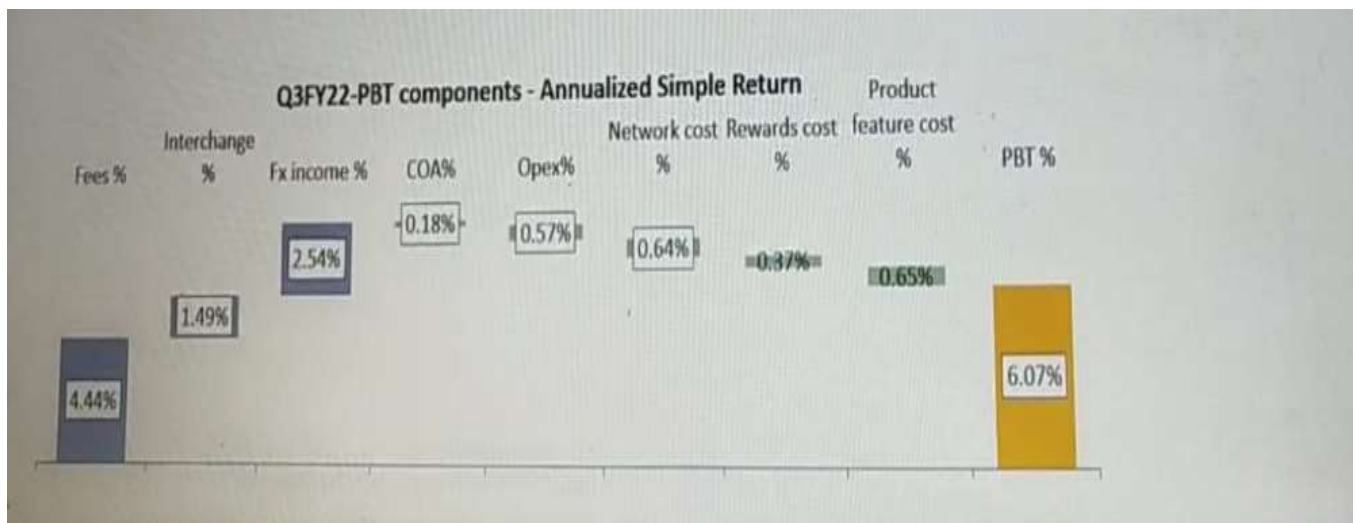 Q3FY22-PBT components - Annualized Simple Return
Fees %
Interchange
%
Fx income %
COA%
Opex%
Network cost
%
Rewards cost
%
Product
feature cost
%
PBT %
4.44%
1.49%
2.54%
0.18%
0.57%
0.64%
0.37%
0.65%
6.07%